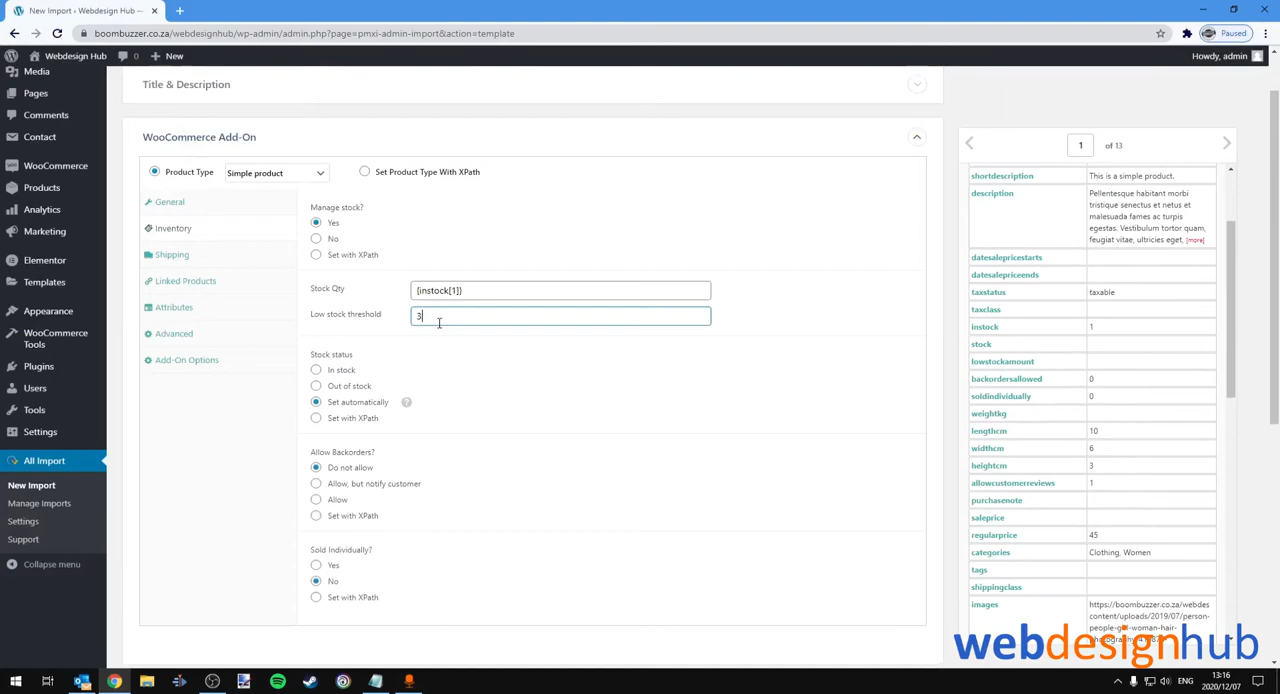 New Import ‹ Webdesign Hub —
boombuzzer.co.za/webdesignhub/wp-admin/admin.php?page=pmxi-admin-import&action=template
Paused
Webdesign Hub 0 New
Howdy, admin
Media
Pages
Comments
Contact
WooCommerce
Products
Analytics
Marketing
Elementor
Templates
Appearance
WooCommerce
Tools
Plugins
Users
Tools
Settings
All Import
New Import
Manage Imports
Settings
Support
Collapse menu
Title & Description
WooCommerce Add-On
Product Type Simple product Set Product Type With XPath
General
Inventory
Shipping
Linked Products
Attributes
Advanced
Add-On Options
Manage stock?
Yes
No
Set with XPath
Stock Qty {instock[1]}
Low stock threshold 3
Stock status
In stock
Out of stock
Set automatically ?
Set with XPath
Allow Backorders?
Do not allow
Allow, but notify customer
Allow
Set with XPath
Sold Individually?
Yes
No
Set with XPath
1 of 13
shortdescription This is a simple product.
description Pellentesque habitant morbi
tristique senectus et netus et
malesuada fames ac turpis
egestas. Vestibulum tortor quam,
feugiat vitae, ultricies eget, [more]
datesalepricestarts
datesalepriceends
taxstatus taxable
taxclass
instock 1
stock
lowstockamount
backordersallowed 0
soldindividually 0
weightkg
lengthcm 10
widthcm 6
heightcm 3
allowcustomerreviews 1
purchasenote
saleprice
regularprice 45
categories Clothing, Women
tags
shippingclass
images https://boombuzzer.co.za/webdes
content/uploads/2019/07/person-
webdesignhub
ENG
13:16
2020/12/07